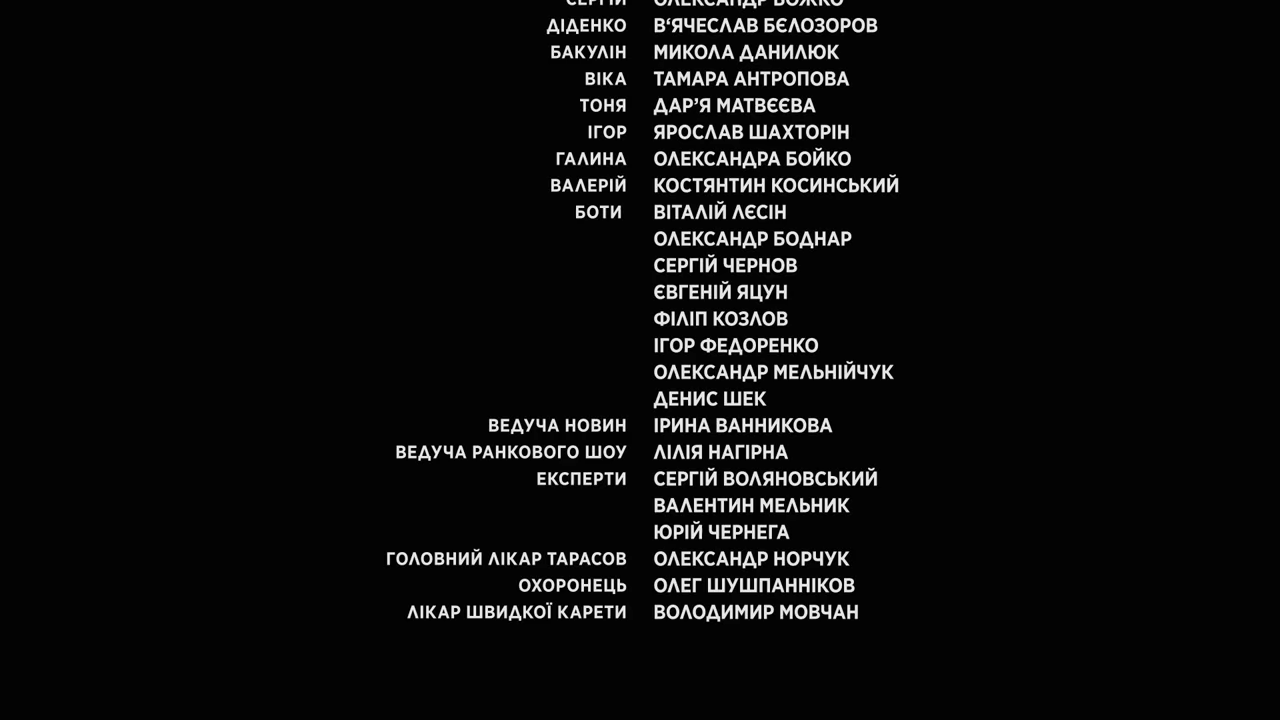 СЕРГІЙ ОЛЕКСАНДР БОЖКО
ДІДЕНКО В‘ЯЧЕСЛАВ БЄЛОЗОРОВ
БАКУЛІН МИКОЛА ДАНИЛЮК
ВІКА ТАМАРА АНТРОПОВА
ТОНЯ ДАР’Я МАТВЄЄВА
ІГОР ЯРОСЛАВ ШАХТОРІН
ГАЛИНА ОЛЕКСАНДРА БОЙКО
ВАЛЕРІЙ КОСТЯНТИН КОСИНСЬКИЙ
БОТИ ВІТАЛІЙ ЛЄСІН
ОЛЕКСАНДР БОДНАР
СЕРГІЙ ЧЕРНОВ
ЄВГЕНІЙ ЯЦУН
ФІЛІП КОЗЛОВ
ІГОР ФЕДОРЕНКО
ОЛЕКСАНДР МЕЛЬНІЙЧУК
ДЕНИС ШЕК
ВЕДУЧА НОВИН ІРИНА ВАННИКОВА
ВЕДУЧА РАНКОВОГО ШОУ ЛІЛІЯ НАГІРНА
ЕКСПЕРТИ СЕРГІЙ ВОЛЯНОВСЬКИЙ
ВАЛЕНТИН МЕЛЬНИК
ЮРІЙ ЧЕРНЕГА
ГОЛОВНИЙ ЛІКАР ТАРАСОВ ОЛЕКСАНДР НОРЧУК
ОХОРОНЕЦЬ ОЛЕГ ШУШПАННІКОВ
ЛІКАР ШВИДКОЇ КАРЕТИ ВОЛОДИМИР МОВЧАН